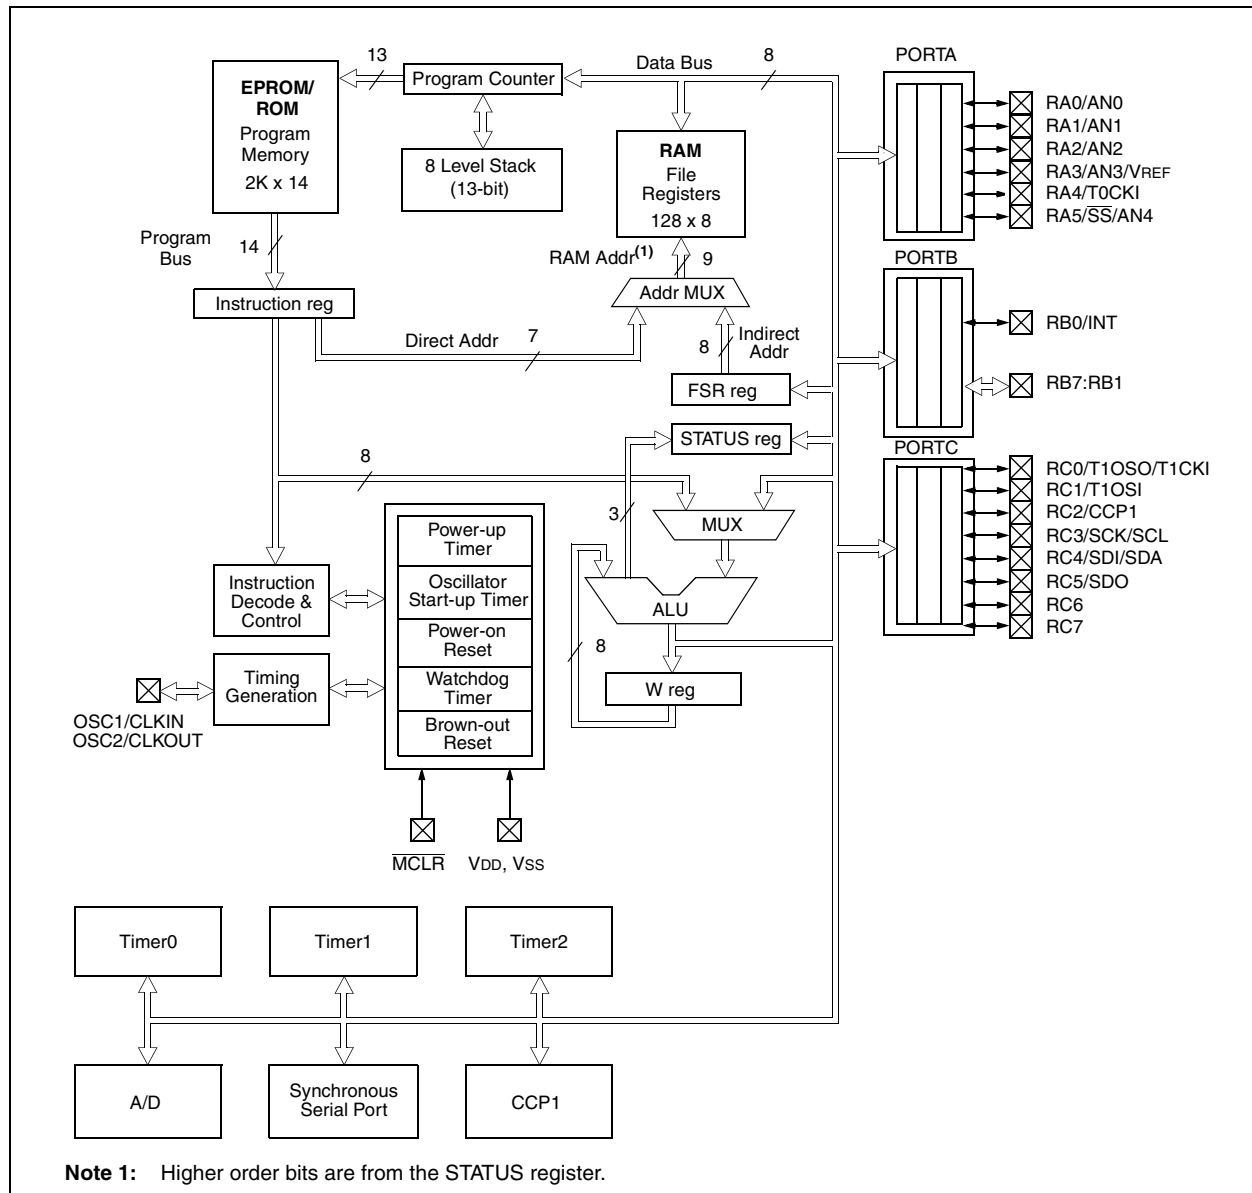 EPROM/
ROM
Program
Memory
2K x 14
13
Program Counter
8 Level Stack
(13-bit)
Data Bus
8
RAM
File
Registers
128 x 8
RAM Addr(1)
9
Addr MUX
Program
Bus
14
Instruction reg
Direct Addr
7
8
Indirect
Addr
FSR reg
STATUS reg
8
3
MUX
ALU
8
W reg
Power-up
Timer
Oscillator
Start-up Timer
Power-on
Reset
Watchdog
Timer
Brown-out
Reset
Instruction
Decode &
Control
Timing
Generation
OSC1/CLKIN
OSC2/CLKOUT
MCLR
VDD, VSS
PORTA
RA0/AN0
RA1/AN1
RA2/AN2
RA3/AN3/VREF
RA4/T0CKI
RA5/SS/AN4
PORTB
RB0/INT
RB7:RB1
PORTC
RC0/T1OSO/T1CKI
RC1/T1OSI
RC2/CCP1
RC3/SCK/SCL
RC4/SDI/SDA
RC5/SDO
RC6
RC7
Timer0
Timer1
Timer2
A/D
Synchronous
Serial Port
CCP1
Note 1: Higher order bits are from the STATUS register.